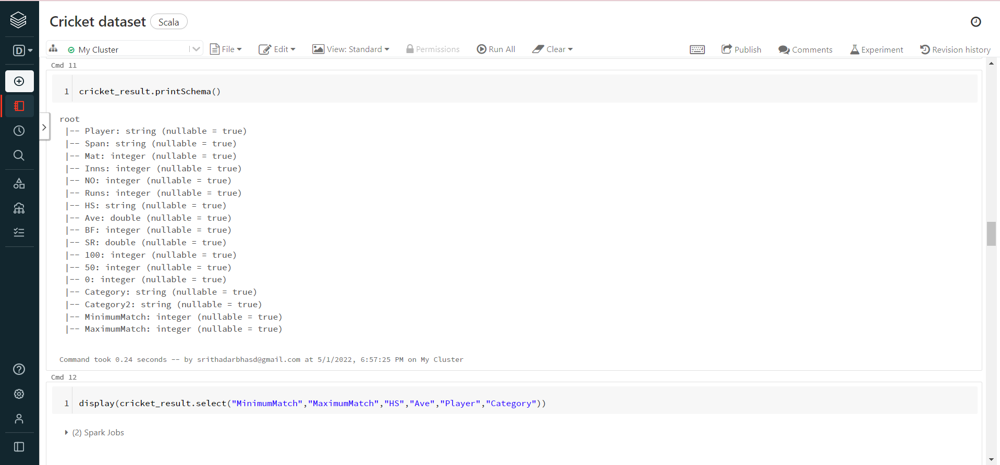 Cricket dataset Scala
D My Cluster File Edit View: Standard Permissions Run All Clear Publish Comments Experiment Revision history
Cmd 11
1 cricket_result.printSchema()
root
|-- Player: string (nullable = true)
|-- Span: string (nullable = true)
|-- Mat: integer (nullable = true)
|-- Inns: integer (nullable = true)
|-- NO: integer (nullable = true)
|-- Runs: integer (nullable = true)
|-- HS: string (nullable = true)
|-- Ave: double (nullable = true)
|-- BF: integer (nullable = true)
|-- SR: double (nullable = true)
|-- 100: integer (nullable = true)
|-- 50: integer (nullable = true)
|-- 0: integer (nullable = true)
|-- Category: string (nullable = true)
|-- Category2: string (nullable = true)
|-- MinimumMatch: integer (nullable = true)
|-- MaximumMatch: integer (nullable = true)
Command took 0.24 seconds -- by srithadarbhasd@gmail.com at 5/1/2022, 6:57:25 PM on My Cluster
Cmd 12
1 display(cricket_result.select("MinimumMatch","MaximumMatch","HS","Ave","Player","Category"))
(2) Spark Jobs